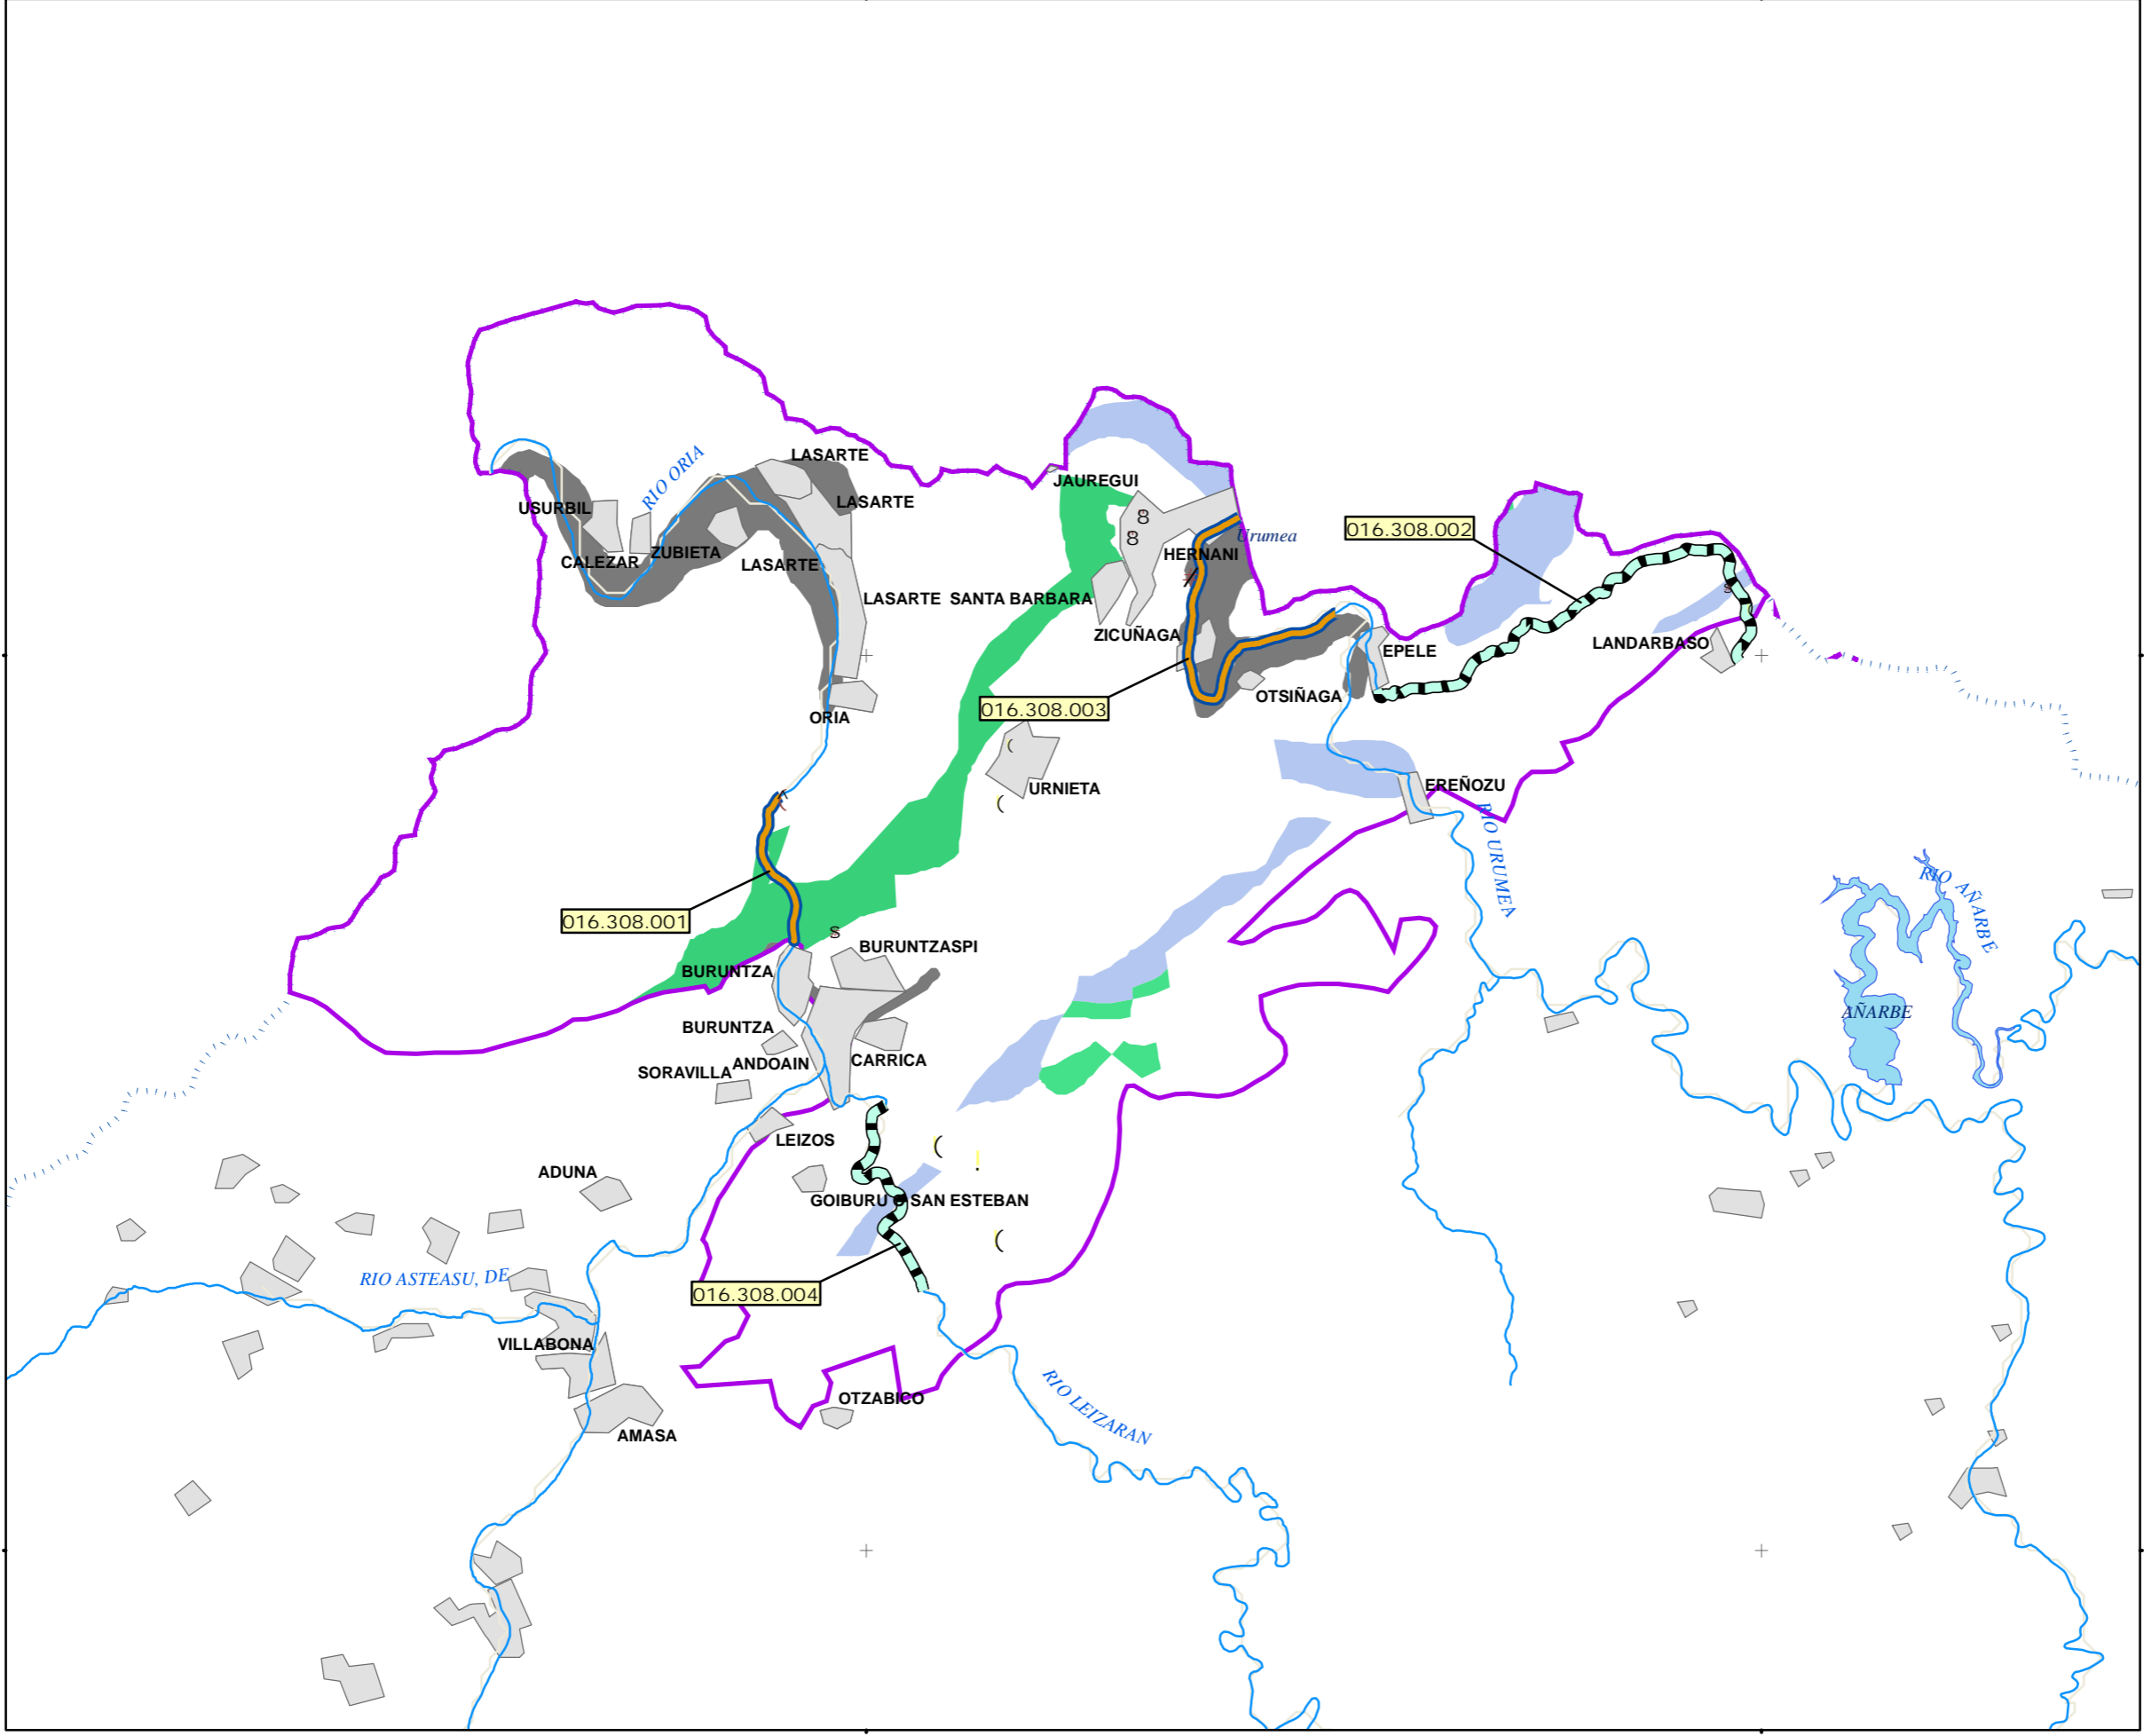 LASARTE
RIO ORIA
JAUREGUI
LASARTE
USURBIL
8
016.308.002
Urumea
8
ZUBIETA
HERNANI
CALEZAR
LASARTE
S
LASARTE
SANTA BARBARA
ZICUÑAGA
LANDARBASO
EPELE
OTSIÑAGA
016.308.003
ORIA
(
EREÑOZU
URNIETA
(
RIO URUMEA
RIO AÑARBE
016.308.001
S
BURUNTZASPI
BURUNTZA
AÑARBE
BURUNTZA
CARRICA
ANDOAIN
SORAVILLA
LEIZOS
(
!
ADUNA
GOIBURU O SAN ESTEBAN
(
RIO ASTEASU, DE
016.308.004
VILLABONA
OTZABICO
RIO LEIZARAN
AMASA